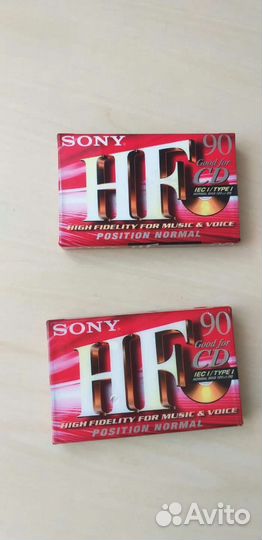 SONY
HF
90
Good for
CD
IEC I / TYPE I
HIGH FIDELITY FOR MUSIC & VOICE
POSITION NORMAL
SONY
HF
90
Good for
CD
IEC I / TYPE I
HIGH FIDELITY FOR MUSIC & VOICE
POSITION NORMAL
Avito